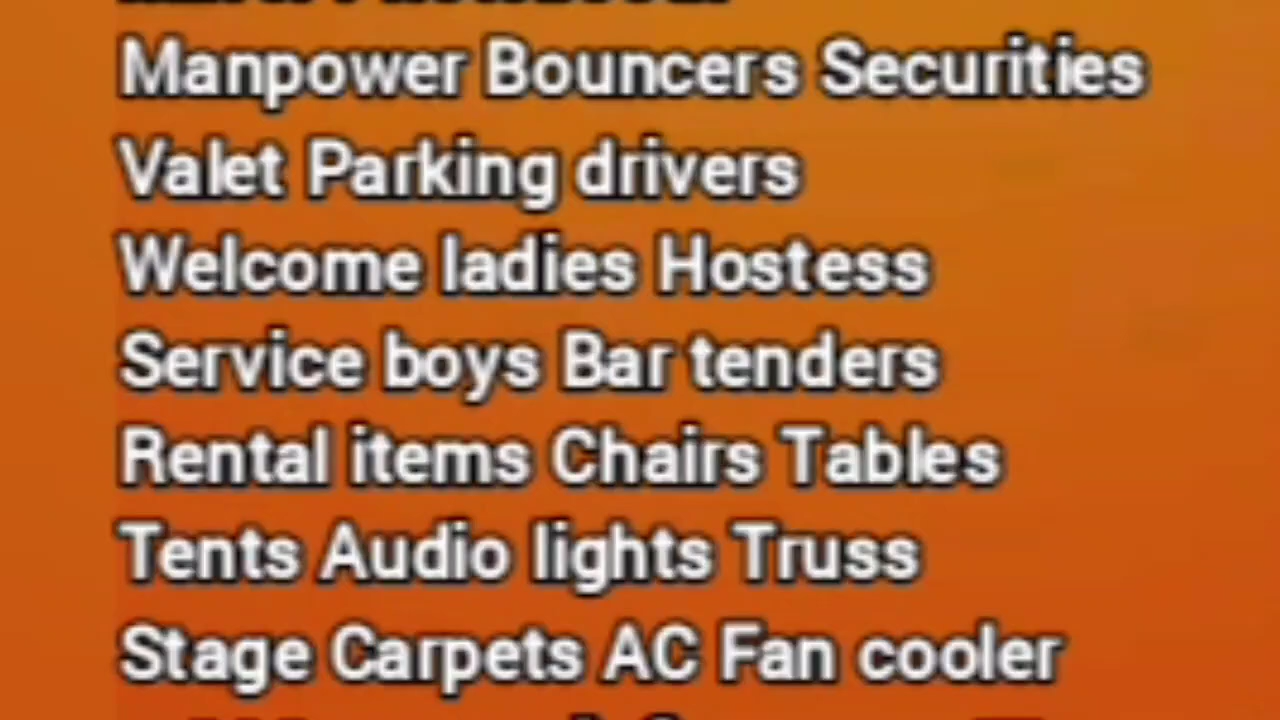 Manpower Bouncers Securities
Valet Parking drivers
Welcome ladies Hostess
Service boys Bar tenders
Rental items Chairs Tables
Tents Audio lights Truss
Stage Carpets AC Fan cooler